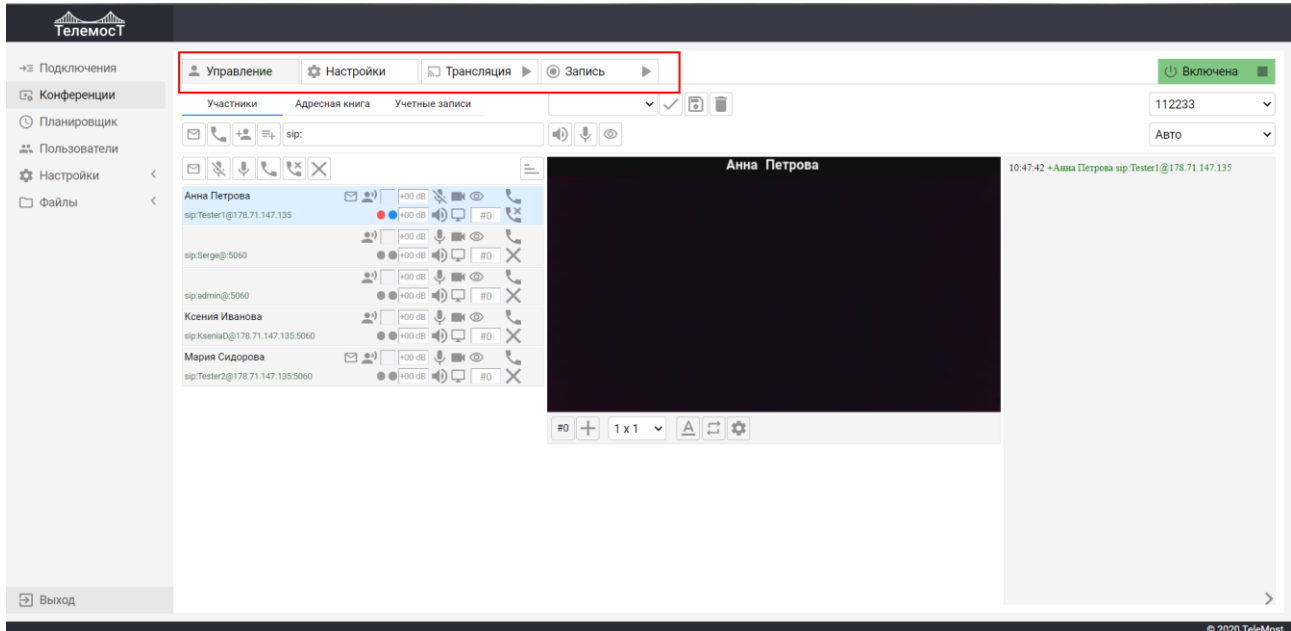 ТелемосТ
Подключения
Конференции
Планировщик
Пользователи
Настройки
Файлы
Выход
Управление Настройки Трансляция Запись
Включена
Участники Адресная книга Учетные записи
112233
sip:
Авто
Анна Петрова +00 dB
sip:Tester1@178.71.147.135 +00 dB #0
+00 dB
sip:Serge@:5060 +00 dB #0
+00 dB
sip:admin@:5060 +00 dB #0
Ксения Иванова +00 dB
sip:KseniaD@178.71.147.135:5060 +00 dB #0
Мария Сидорова +00 dB
sip:Tester2@178.71.147.135:5060 +00 dB #0
Анна Петрова
#0 1 x 1 A
10:47:42 +Анна Петрова sip:Tester1@178.71.147.135
© 2020 TeleMost